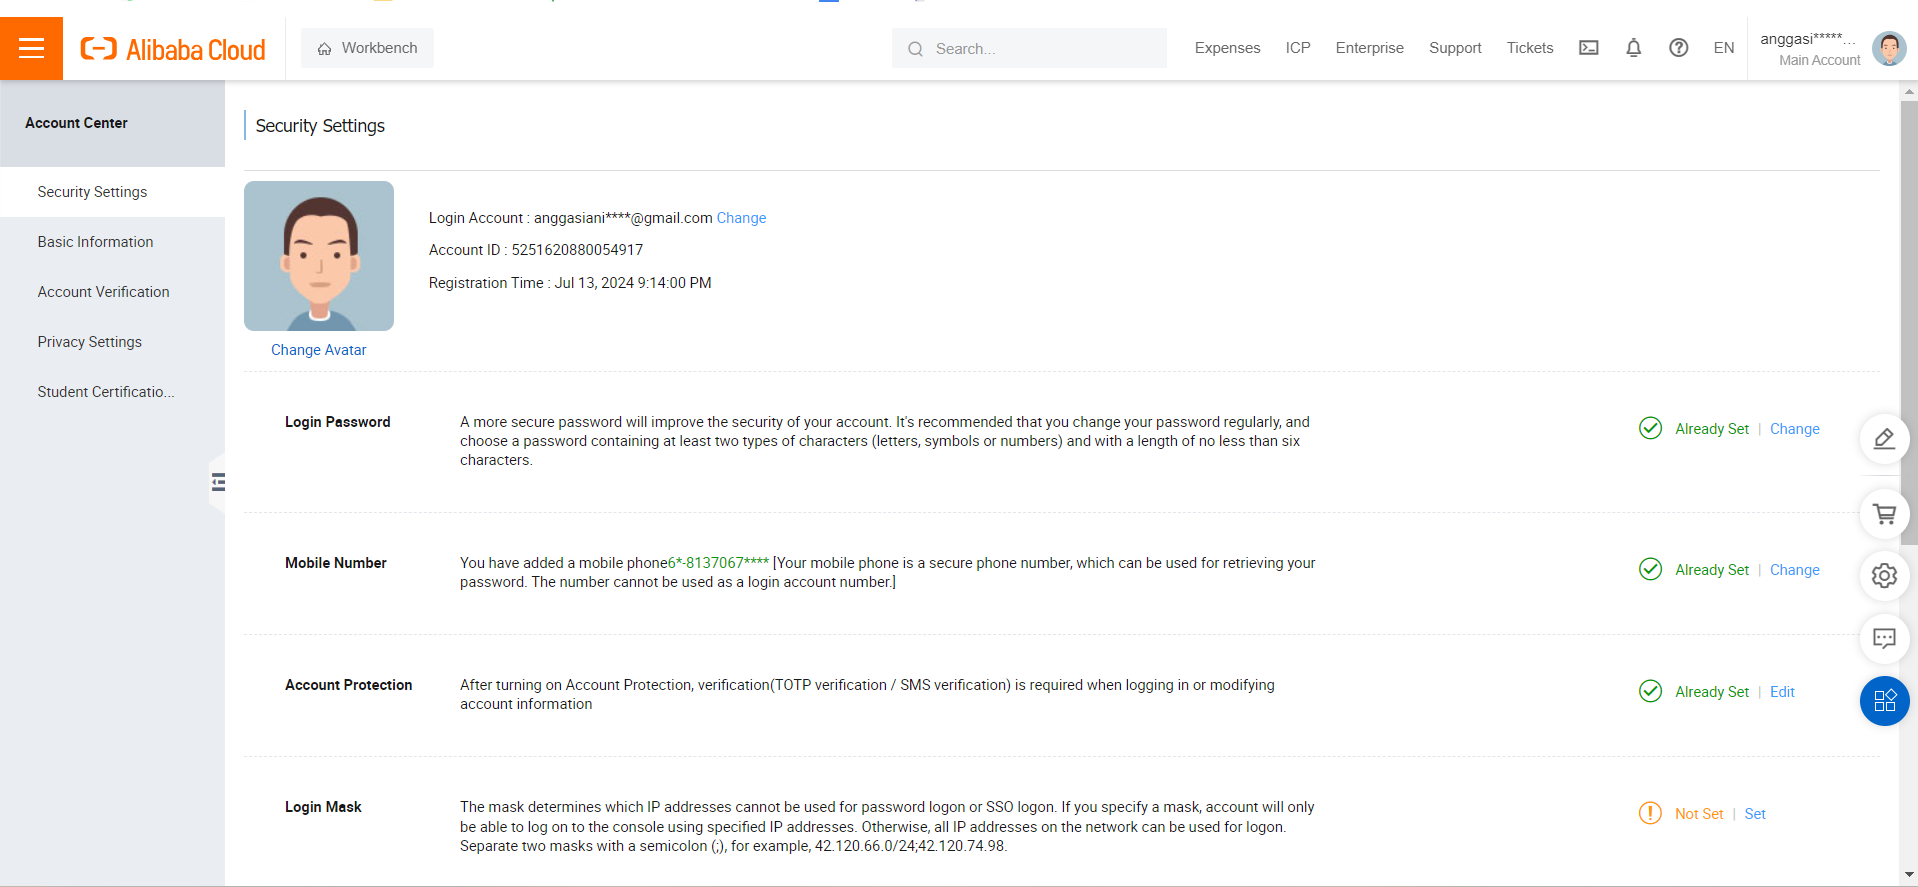 Alibaba Cloud
Workbench
Search...
Expenses
ICP
Enterprise
Support
Tickets
EN
anggasi*****...
Main Account
Account Center
Security Settings
Basic Information
Account Verification
Privacy Settings
Student Certificatio...
Security Settings
Login Account : anggasiani****@gmail.com Change
Account ID : 5251620880054917
Registration Time : Jul 13, 2024 9:14:00 PM
Change Avatar
Login Password
A more secure password will improve the security of your account. It's recommended that you change your password regularly, and
choose a password containing at least two types of characters (letters, symbols or numbers) and with a length of no less than six
characters.
Already Set | Change
Mobile Number
You have added a mobile phone6*-8137067**** [Your mobile phone is a secure phone number, which can be used for retrieving your
password. The number cannot be used as a login account number.]
Already Set | Change
Account Protection
After turning on Account Protection, verification(TOTP verification / SMS verification) is required when logging in or modifying
account information
Already Set | Edit
Login Mask
The mask determines which IP addresses cannot be used for password logon or SSO logon. If you specify a mask, account will only
be able to log on to the console using specified IP addresses. Otherwise, all IP addresses on the network can be used for logon.
Separate two masks with a semicolon (;), for example, 42.120.66.0/24;42.120.74.98.
Not Set | Set